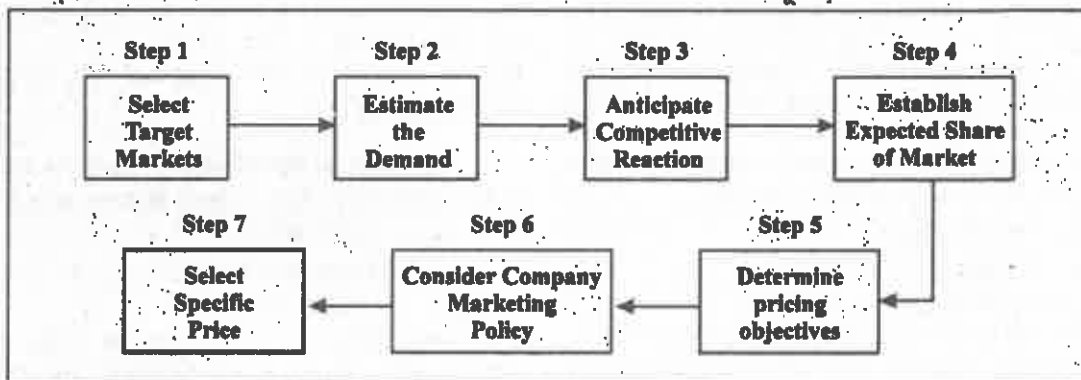 Step 1
Select
Target
Markets
Step 2
Estimate
the
Demand
Step 3
Anticipate
Competitive
Reaction
Step 4
Establish
Expected Share
of Market
Step 5
Determine
pricing
objectives
Step 6
Consider Company
Marketing
Policy
Step 7
Select
Specific
Price